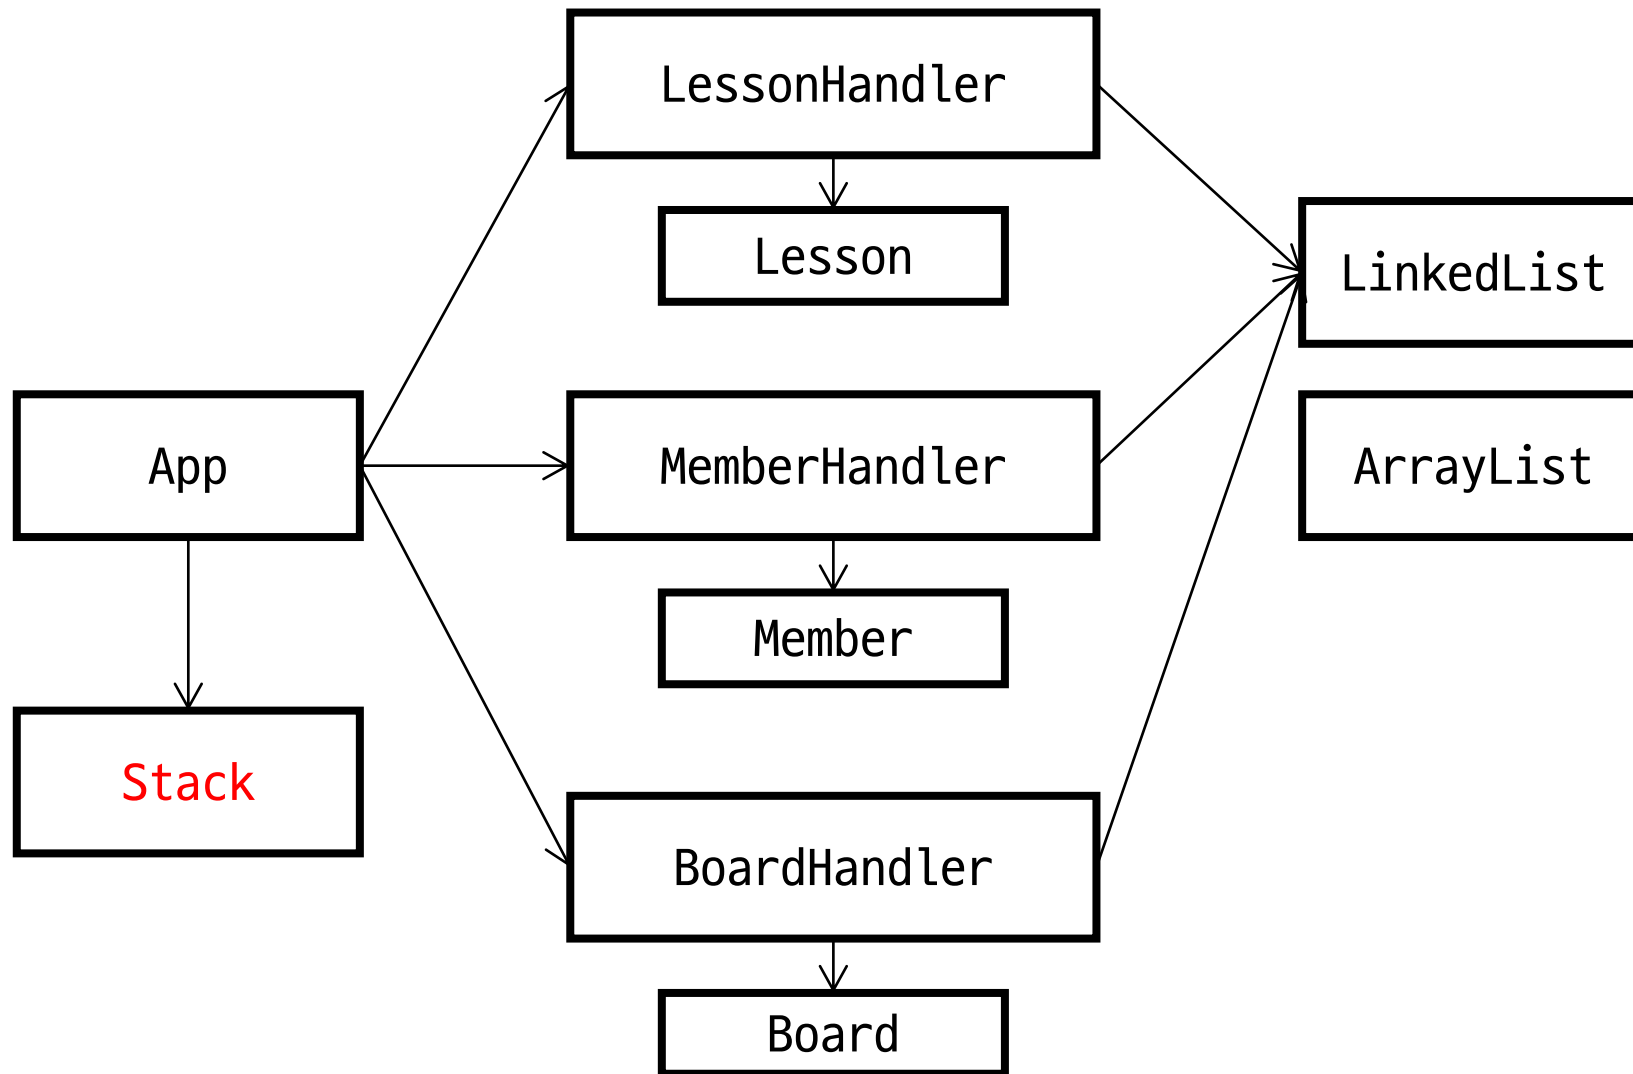 LessonHandler
Lesson
LinkedList
App
MemberHandler
ArrayList
Member
Stack
BoardHandler
Board